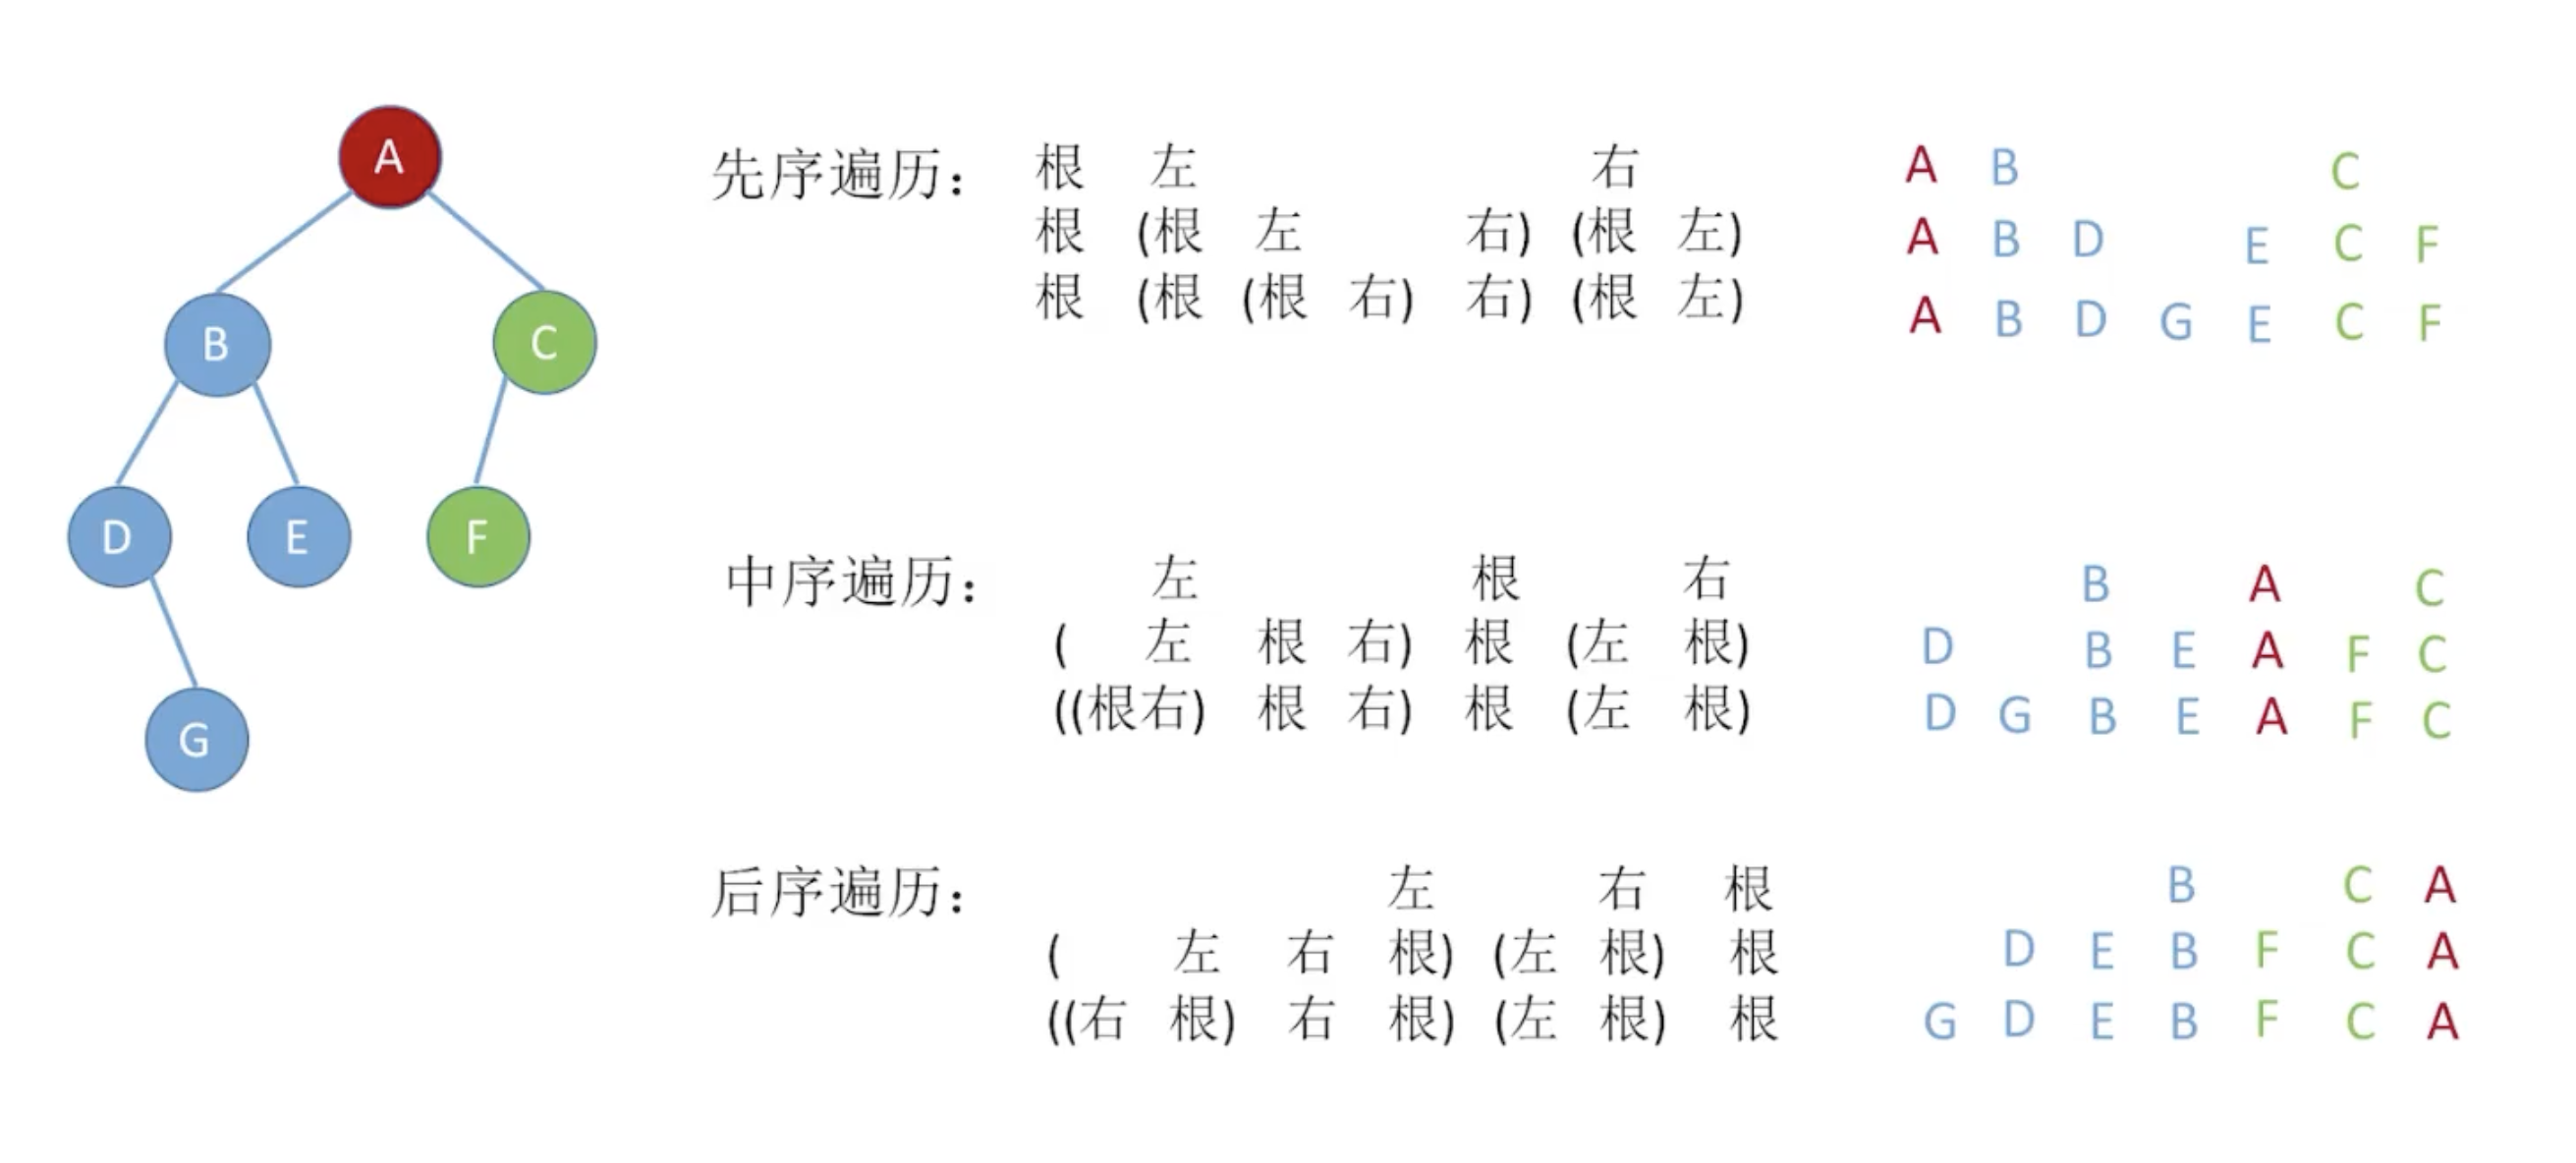 A
B C
D E F
G
先序遍历： 根 左 右 A B C
根 (根 左 右) (根 左) A B D E C F
根 (根 (根 右) 右) (根 左) A B D G E C F
中序遍历： 左 根 右 B A C
( 左 根 右) 根 (左 根) D B E A F C
((根右) 根 右) 根 (左 根) D G B E A F C
后序遍历： 左 右 根 B C A
( 左 右 根) (左 根) 根 D E B F C A
((右 根) 右 根) (左 根) 根 G D E B F C A